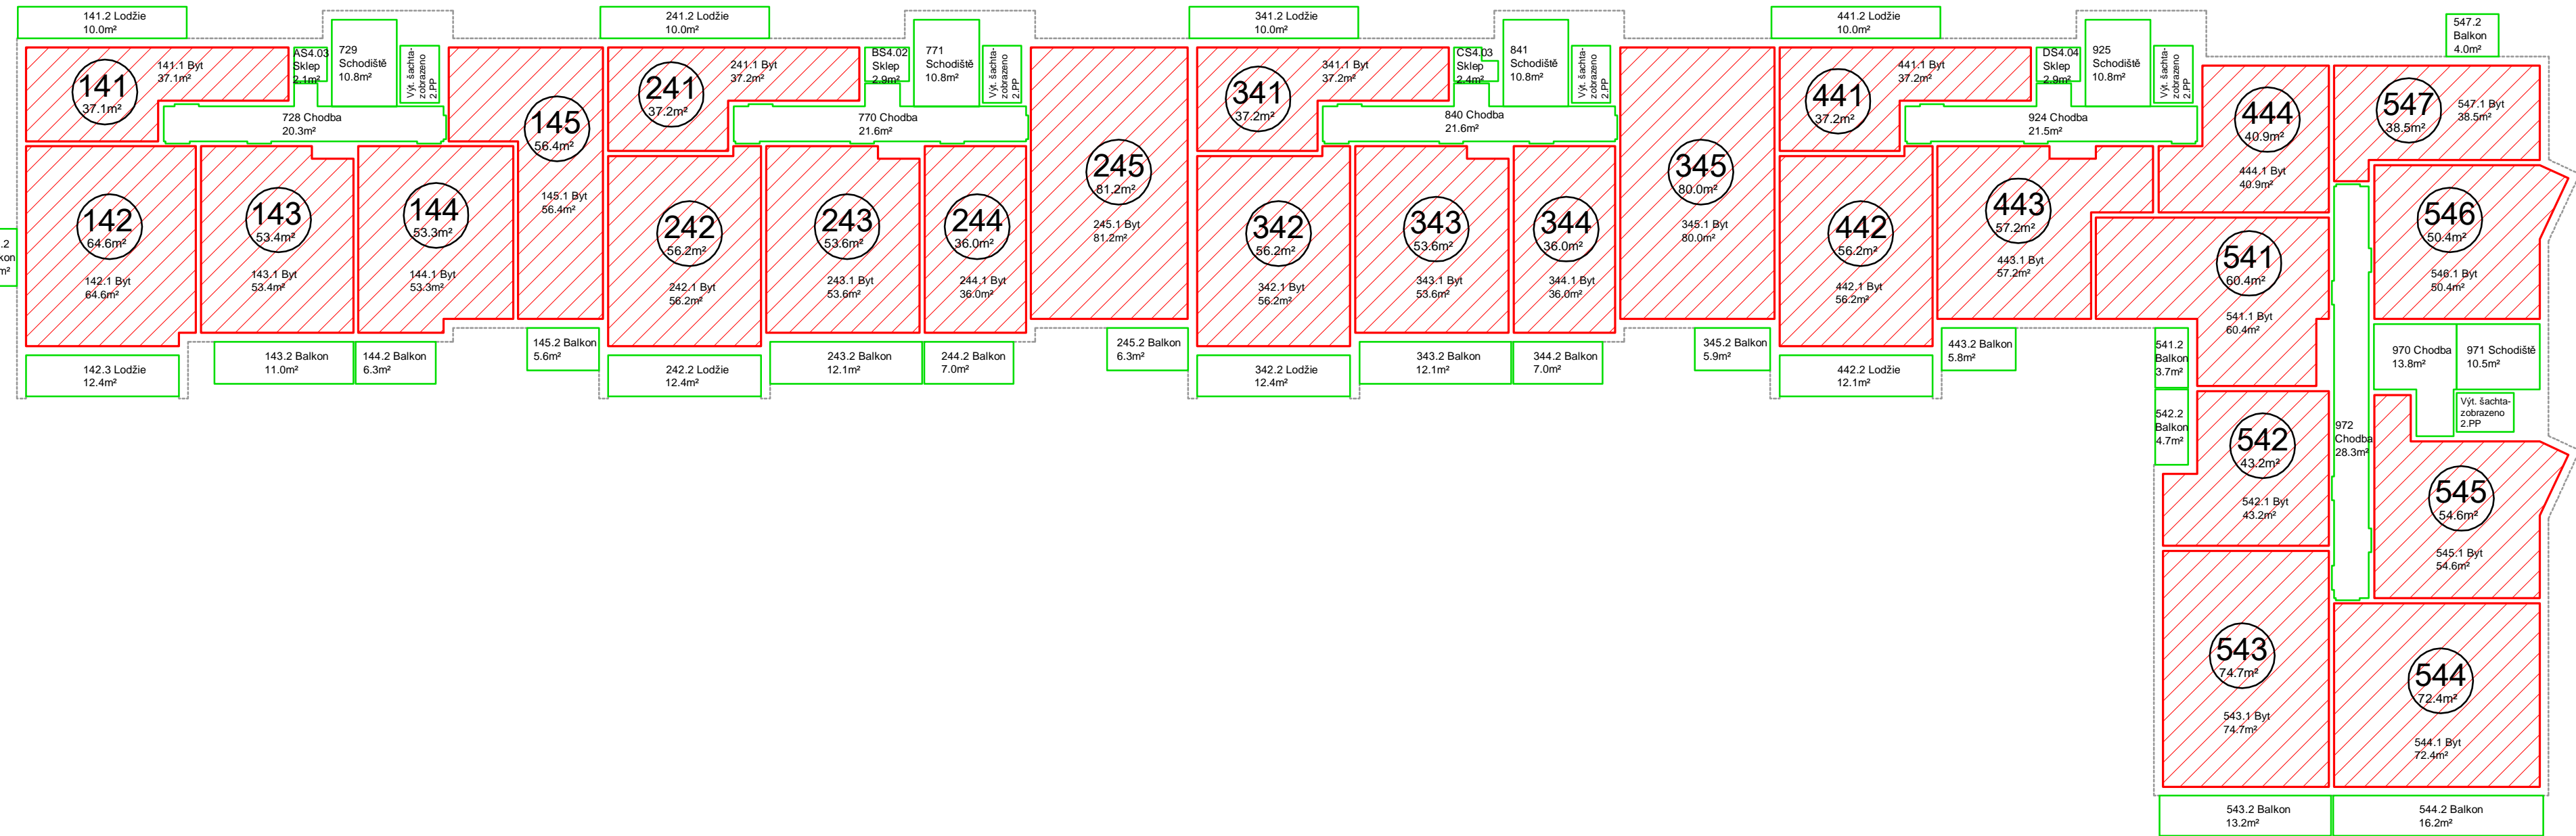 141.2 Lodžie
10.0m²
241.2 Lodžie
10.0m²
341.2 Lodžie
10.0m²
441.2 Lodžie
10.0m²
547.2
Balkon
4.0m²
141
37.1m²
141.1 Byt
37.1m²
AS4.03
Sklep
2.1m²
729
Schodiště
10.8m²
Výt. šachta-
zobrazeno
2.PP
728 Chodba
20.3m²
145
56.4m²
145.1 Byt
56.4m²
241
37.2m²
241.1 Byt
37.2m²
BS4.02
Sklep
2.9m²
771
Schodiště
10.8m²
Výt. šachta-
zobrazeno
2.PP
770 Chodba
21.6m²
245
81.2m²
245.1 Byt
81.2m²
341
37.2m²
341.1 Byt
37.2m²
CS4.03
Sklep
2.4m²
841
Schodiště
10.8m²
Výt. šachta-
zobrazeno
2.PP
840 Chodba
21.6m²
345
80.0m²
345.1 Byt
80.0m²
441
37.2m²
441.1 Byt
37.2m²
DS4.04
Sklep
2.9m²
925
Schodiště
10.8m²
Výt. šachta-
zobrazeno
2.PP
924 Chodba
21.5m²
444
40.9m²
444.1 Byt
40.9m²
547
38.5m²
547.1 Byt
38.5m²
.2
kon
m²
142
64.6m²
142.1 Byt
64.6m²
143
53.4m²
143.1 Byt
53.4m²
144
53.3m²
144.1 Byt
53.3m²
242
56.2m²
242.1 Byt
56.2m²
243
53.6m²
243.1 Byt
53.6m²
244
36.0m²
244.1 Byt
36.0m²
342
56.2m²
342.1 Byt
56.2m²
343
53.6m²
343.1 Byt
53.6m²
344
36.0m²
344.1 Byt
36.0m²
442
56.2m²
442.1 Byt
56.2m²
443
57.2m²
443.1 Byt
57.2m²
541
60.4m²
541.1 Byt
60.4m²
546
50.4m²
546.1 Byt
50.4m²
142.3 Lodžie
12.4m²
143.2 Balkon
11.0m²
144.2 Balkon
6.3m²
145.2 Balkon
5.6m²
242.2 Lodžie
12.4m²
243.2 Balkon
12.1m²
244.2 Balkon
7.0m²
245.2 Balkon
6.3m²
342.2 Lodžie
12.4m²
343.2 Balkon
12.1m²
344.2 Balkon
7.0m²
345.2 Balkon
5.9m²
442.2 Lodžie
12.1m²
443.2 Balkon
5.8m²
541.2
Balkon
3.7m²
970 Chodba
13.8m²
971 Schodiště
10.5m²
Výt. šachta-
zobrazeno
2.PP
542.2
Balkon
4.7m²
542
43.2m²
542.1 Byt
43.2m²
972
Chodba
28.3m²
545
54.6m²
545.1 Byt
54.6m²
543
74.7m²
543.1 Byt
74.7m²
544
72.4m²
544.1 Byt
72.4m²
543.2 Balkon
13.2m²
544.2 Balkon
16.2m²